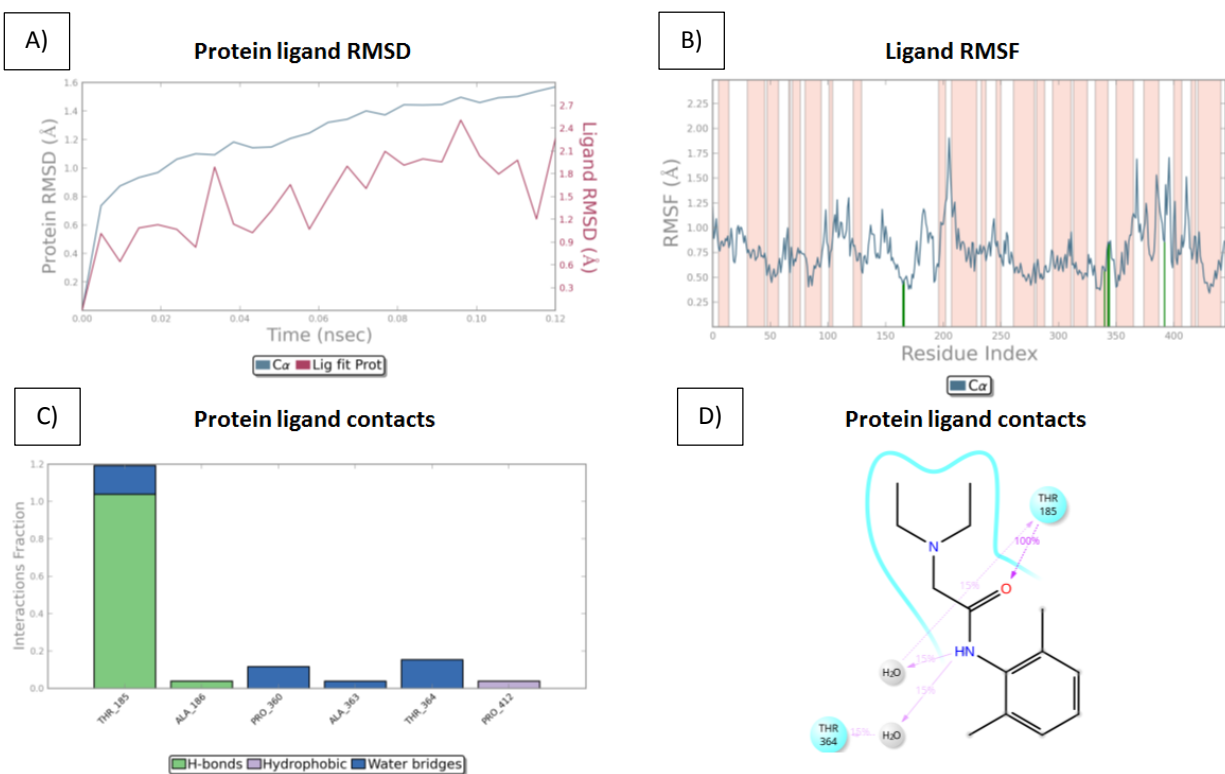 A)
Protein ligand RMSD
1.6
1.4
1.2
1.0
0.8
0.6
0.4
0.2
Protein RMSD (Å)
2.7
2.4
2.1
1.8
1.5
1.2
0.9
0.6
0.3
Ligand RMSD (Å)
0.00 0.02 0.04 0.06 0.08 0.10 0.12
Time (nsec)
Cα Lig fit Prot
B)
Ligand RMSF
2.25
2.00
1.75
1.50
1.25
1.00
0.75
0.50
0.25
RMSF (Å)
0 50 100 150 200 250 300 350 400
Residue Index
Cα
C)
Protein ligand contacts
1.2
1.0
0.8
0.6
0.4
0.2
0.0
Interactions Fraction
THR_185 ALA_186 PRO_360 ALA_363 THR_364 PRO_412
H-bonds Hydrophobic Water bridges
D)
Protein ligand contacts
THR
185
100%
N
15%
O
HN
15%
H₂O
15%
THR
364
15%
H₂O